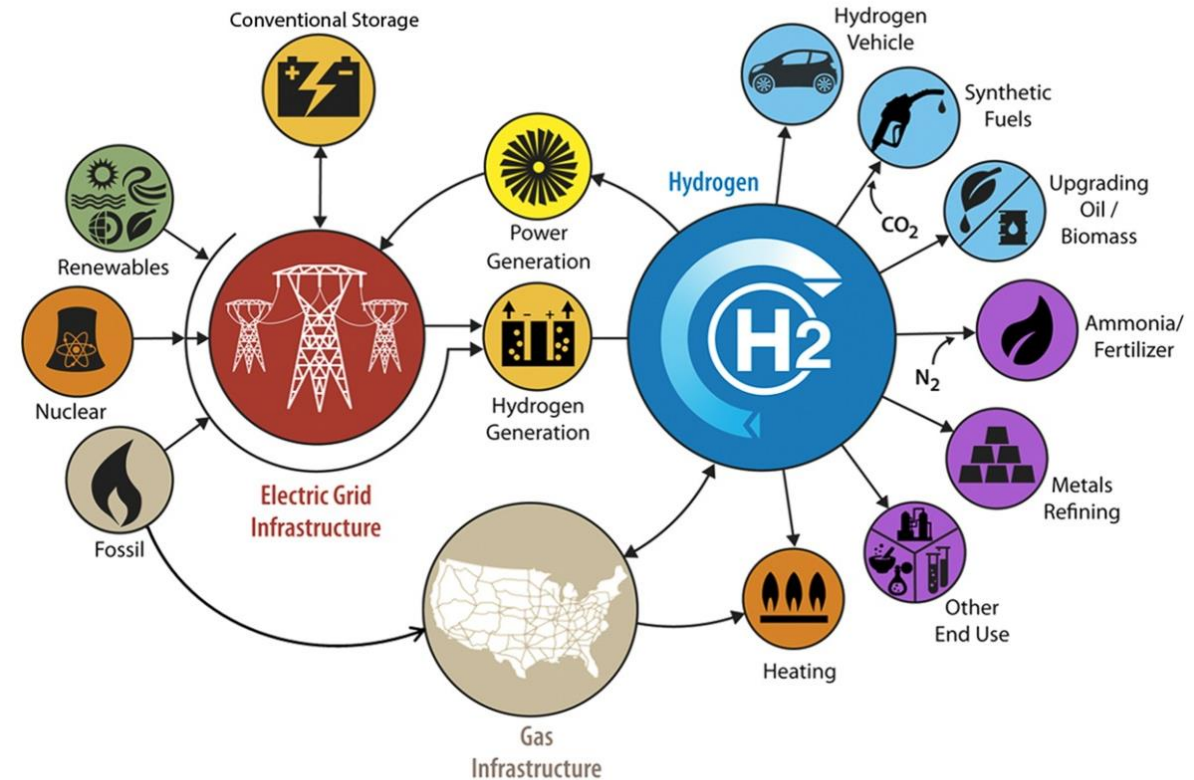 Conventional Storage
Hydrogen
Vehicle
Synthetic
Fuels
Hydrogen
CO2
Upgrading
Oil /
Biomass
Renewables
Power
Generation
H2
Ammonia/
Fertilizer
N2
Nuclear
Hydrogen
Generation
Electric Grid
Infrastructure
Metals
Refining
Fossil
Other
End Use
Heating
Gas
Infrastructure